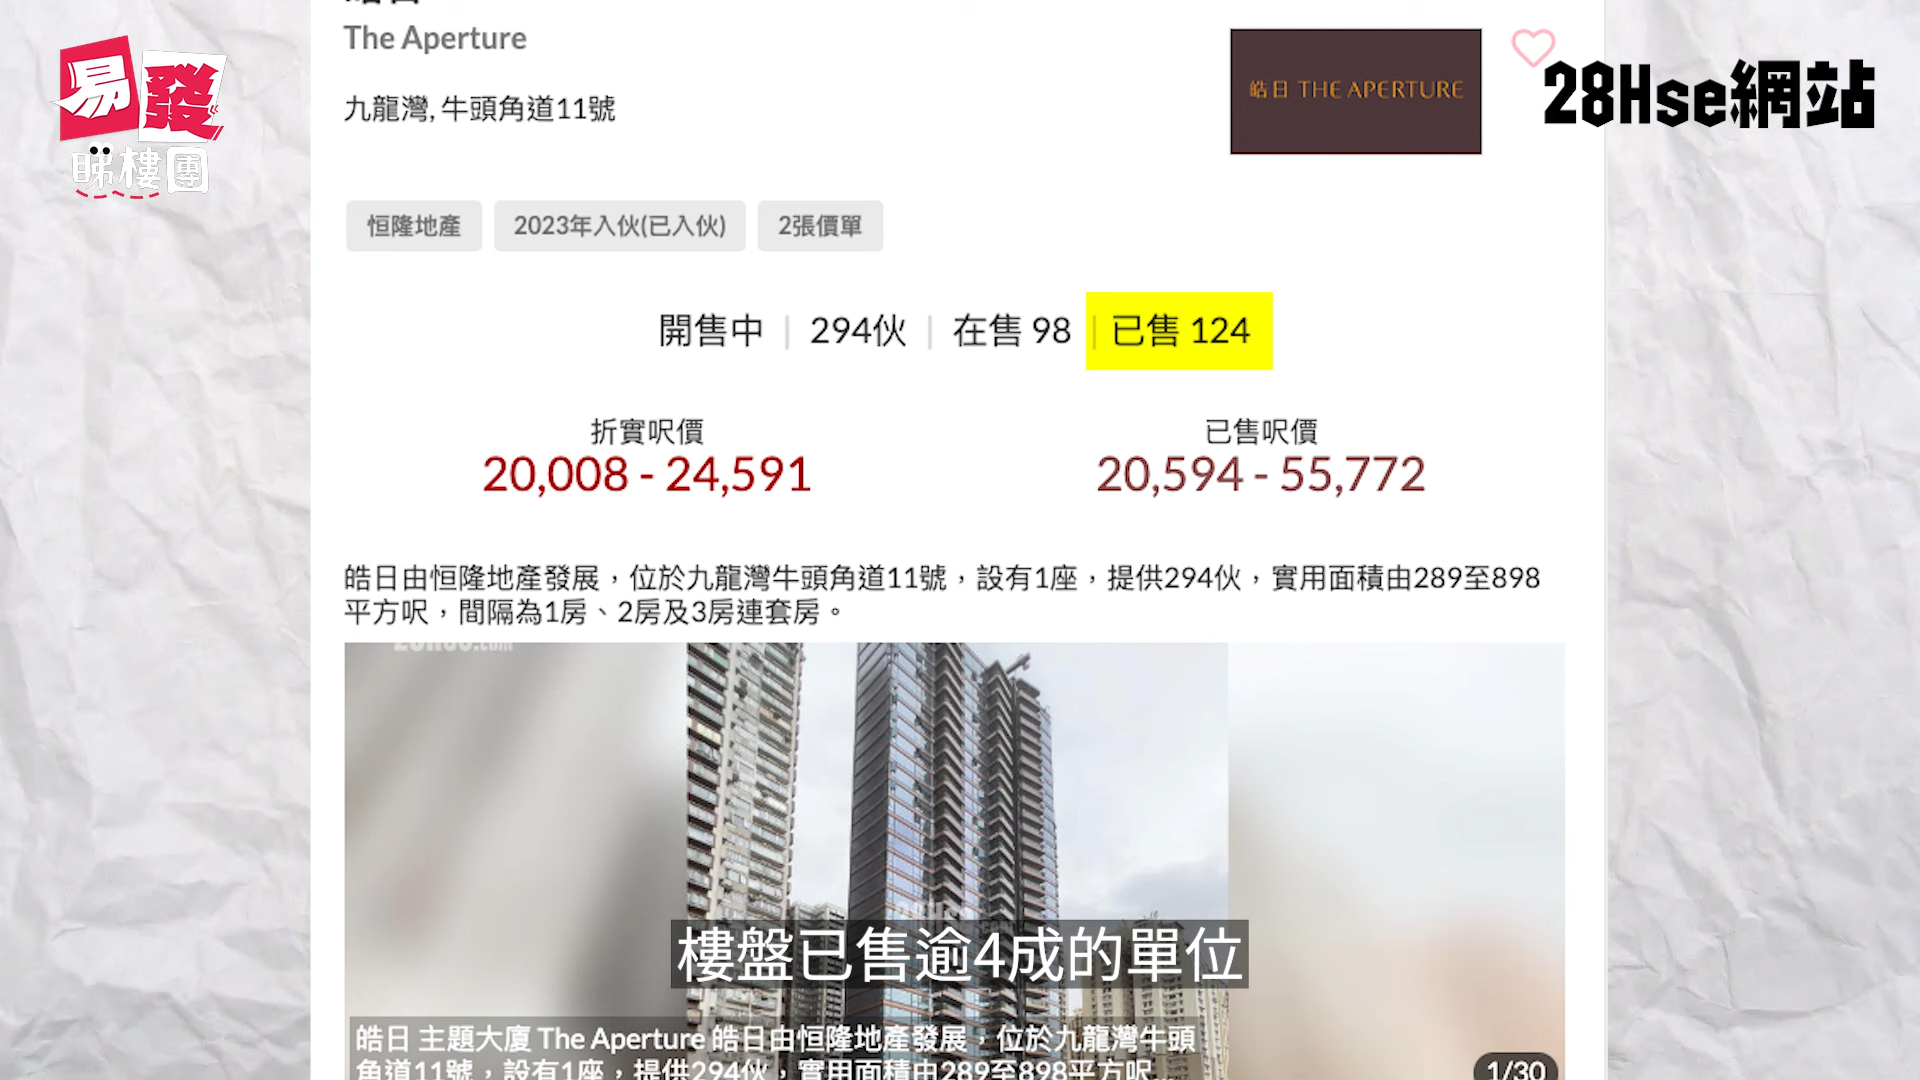 The Aperture
九龍灣, 牛頭角道11號
皓日 THE APERTURE
28Hse網站
易發
睇樓團
恒隆地產 2023年入伙(已入伙) 2張價單
開售中 | 294伙 | 在售 98 | 已售 124
折實呎價
20,008 - 24,591
已售呎價
20,594 - 55,772
皓日由恒隆地產發展，位於九龍灣牛頭角道11號，設有1座，提供294伙，實用面積由289至898
平方呎，間隔為1房、2房及3房連套房。
28Hse.com
樓盤已售逾4成的單位
皓日 主題大廈 The Aperture 皓日由恒隆地產發展，位於九龍灣牛頭
角道11號，設有1座，提供294伙，實用面積由289至898平方呎...
1/30